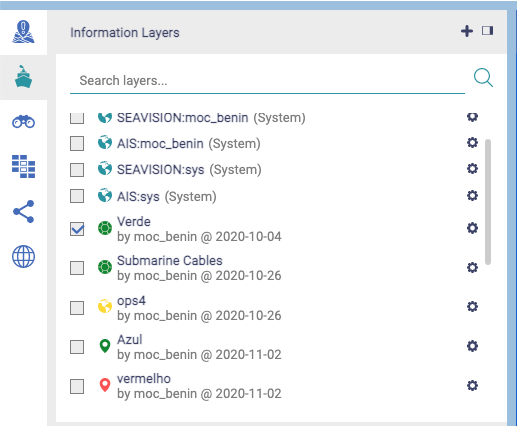 Information Layers
Search layers...
SEAVISION:moc_benin (System)
AIS:moc_benin (System)
SEAVISION:sys (System)
AIS:sys (System)
Verde
by moc_benin @ 2020-10-04
Submarine Cables
by moc_benin @ 2020-10-26
ops4
by moc_benin @ 2020-10-26
Azul
by moc_benin @ 2020-11-02
vermelho
by moc_benin @ 2020-11-02